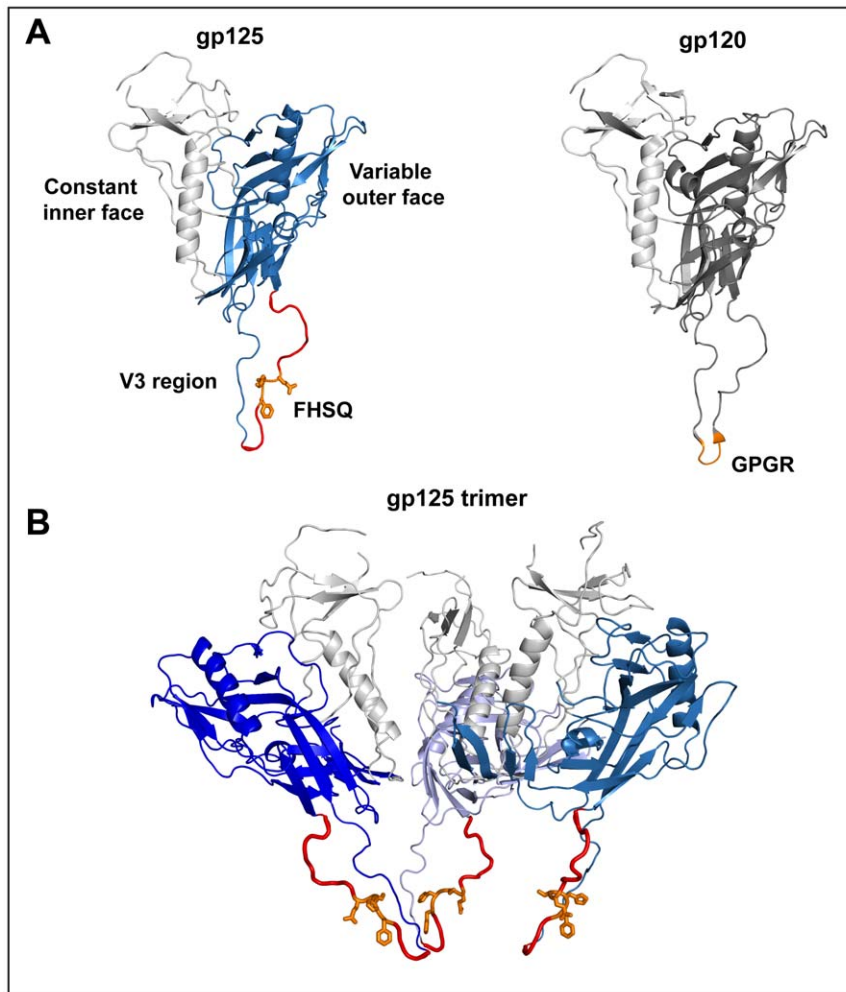 A
gp125
gp120
Constant
inner face
Variable
outer face
V3 region
FHSQ
GPGR
gp125 trimer
B